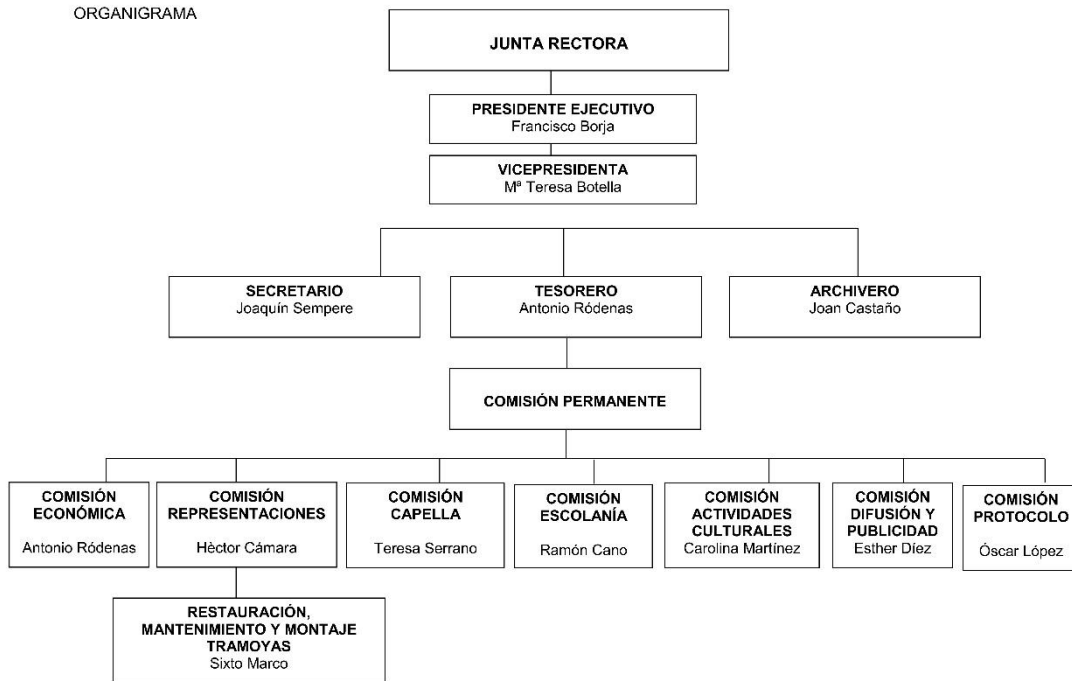 ORGANIGRAMA
JUNTA RECTORA
PRESIDENTE EJECUTIVO
Francisco Borja
VICEPRESIDENTA
Mª Teresa Botella
SECRETARIO
Joaquín Sempere
TESORERO
Antonio Ródenas
ARCHIVERO
Joan Castaño
COMISIÓN PERMANENTE
COMISIÓN
ECONÓMICA
Antonio Ródenas
COMISIÓN
REPRESENTACIONES
Hèctor Cámara
COMISIÓN
CAPELLA
Teresa Serrano
COMISIÓN
ESCOLANÍA
Ramón Cano
COMISIÓN
ACTIVIDADES
CULTURALES
Carolina Martínez
COMISIÓN
DIFUSIÓN Y
PUBLICIDAD
Esther Díez
COMISIÓN
PROTOCOLO
Óscar López
RESTAURACIÓN,
MANTENIMIENTO Y MONTAJE
TRAMOYAS
Sixto Marco